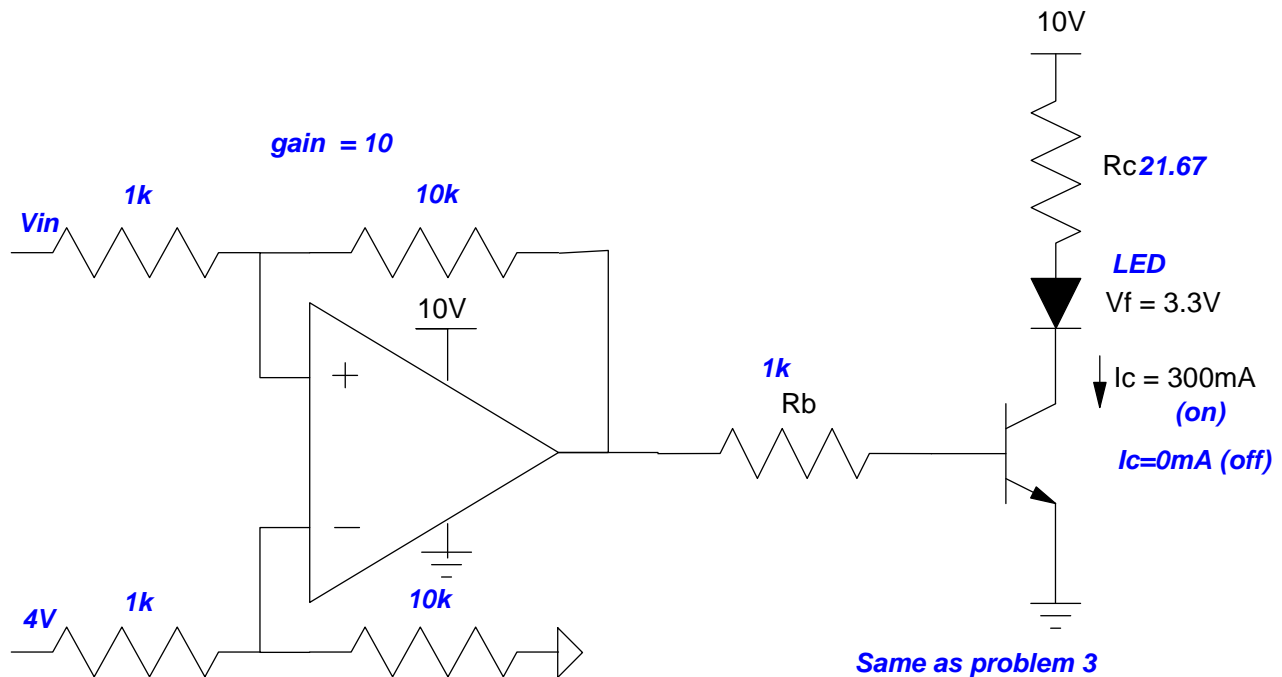 10V
gain = 10
1k
10k
Rc 21.67
Vin
LED
10V
Vf = 3.3V
+
1k
Rb
Ic = 300mA
(on)
Ic=0mA (off)
−
4V
1k
10k
Same as problem 3